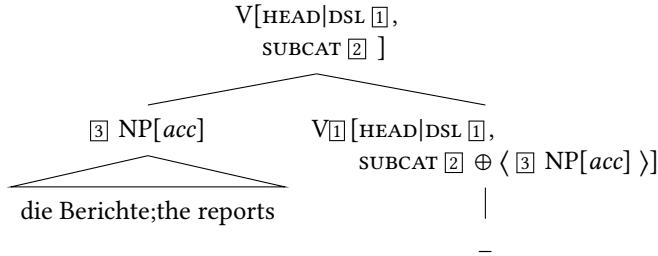 V[HEAD|DSL 1,
SUBCAT 2 ]
3 NP[acc]
V1[HEAD|DSL 1,
SUBCAT 2 ⊕ ⟨ 3 NP[acc] ⟩]
die Berichte;the reports
–